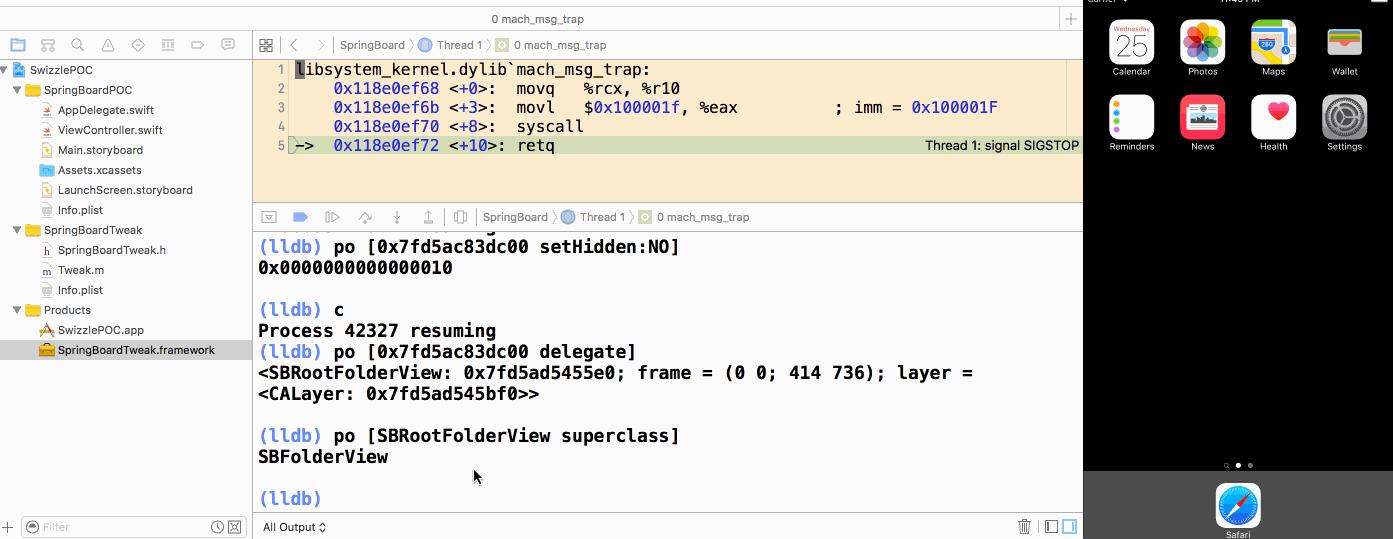 0 mach_msg_trap
SpringBoard Thread 1 0 mach_msg_trap
SwizzlePOC
SpringBoardPOC
AppDelegate.swift
ViewController.swift
Main.storyboard
Assets.xcassets
LaunchScreen.storyboard
Info.plist
SpringBoardTweak
h SpringBoardTweak.h
m Tweak.m
Info.plist
Products
SwizzlePOC.app
SpringBoardTweak.framework
Filter
1 libsystem_kernel.dylib`mach_msg_trap:
2 0x118e0ef68 <+0>: movq %rcx, %r10
3 0x118e0ef6b <+3>: movl $0x100001f, %eax ; imm = 0x100001F
4 0x118e0ef70 <+8>: syscall
5 -> 0x118e0ef72 <+10>: retq Thread 1: signal SIGSTOP
SpringBoard Thread 1 0 mach_msg_trap
(lldb) po [0x7fd5ac83dc00 setHidden:NO]
0x0000000000000010
(lldb) c
Process 42327 resuming
(lldb) po [0x7fd5ac83dc00 delegate]
<SBRootFolderView: 0x7fd5ad5455e0; frame = (0 0; 414 736); layer =
<CALayer: 0x7fd5ad545bf0>>
(lldb) po [SBRootFolderView superclass]
SBFolderView
(lldb)
All Output
Wednesday
25
280
Calendar Photos Maps Wallet
Reminders News Health Settings
Safari